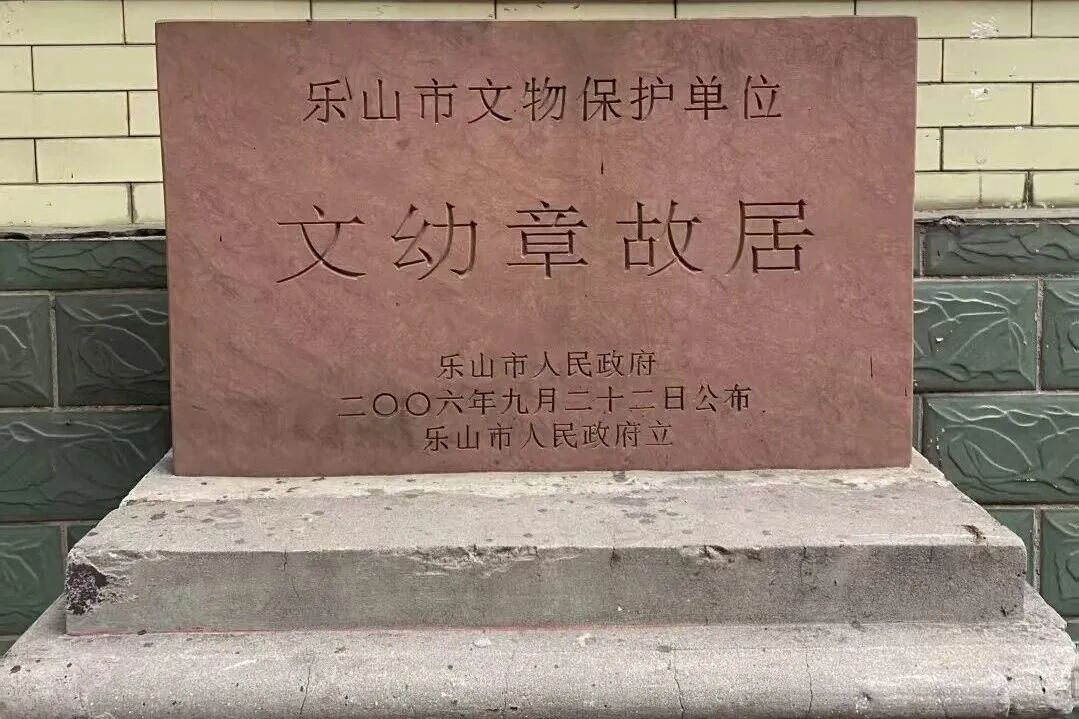 乐山市文物保护单位
文幼章故居
乐山市人民政府
二〇〇六年九月二十二日公布
乐山市人民政府立